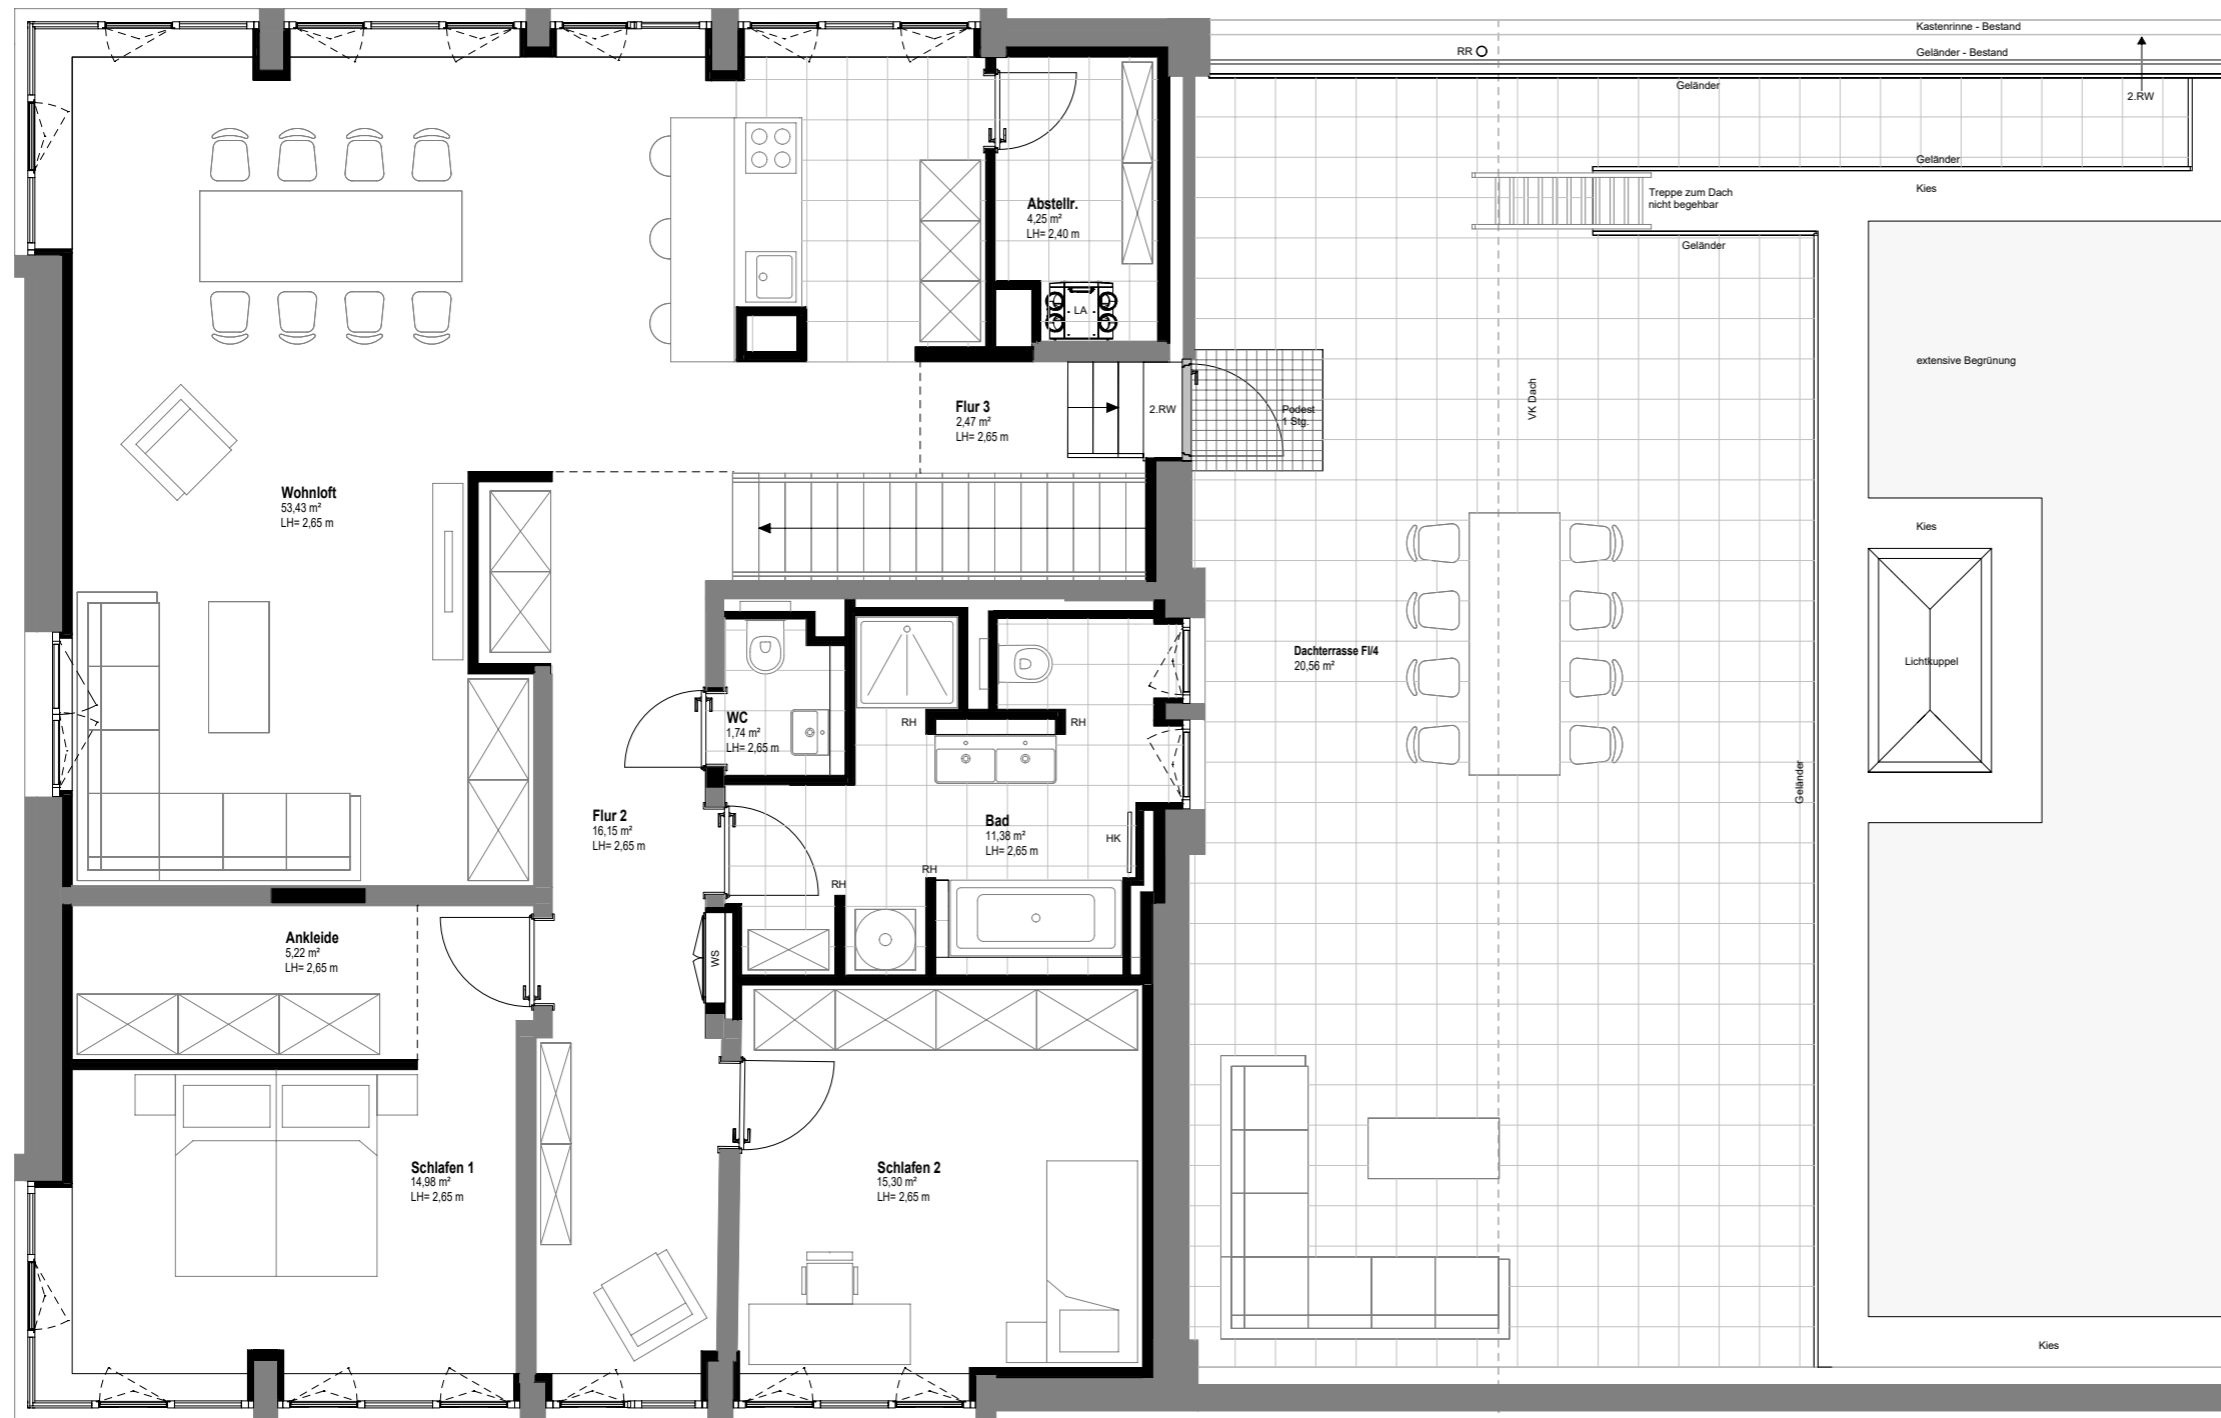 Kastenrinne - Bestand
RR
Geländer - Bestand
Geländer
2.RW
Geländer
Kies
Treppe zum Dach
nicht begehbar
Geländer
Abstellr.
4,25 m²
LH= 2,40 m
LA
extensive Begrünung
VK Dach
Flur 3
2,47 m²
LH= 2,65 m
2.RW
Podest
1 Stg.
Wohnloft
53,43 m²
LH= 2,65 m
Kies
Dachterrasse Fl/4
20,56 m²
Lichtkuppel
WC
1,74 m²
LH= 2,65 m
RH
RH
Geländer
Flur 2
16,15 m²
LH= 2,65 m
Bad
11,38 m²
LH= 2,65 m
HK
RH
RH
WS
Ankleide
5,22 m²
LH= 2,65 m
Schlafen 1
14,98 m²
LH= 2,65 m
Schlafen 2
15,30 m²
LH= 2,65 m
Kies